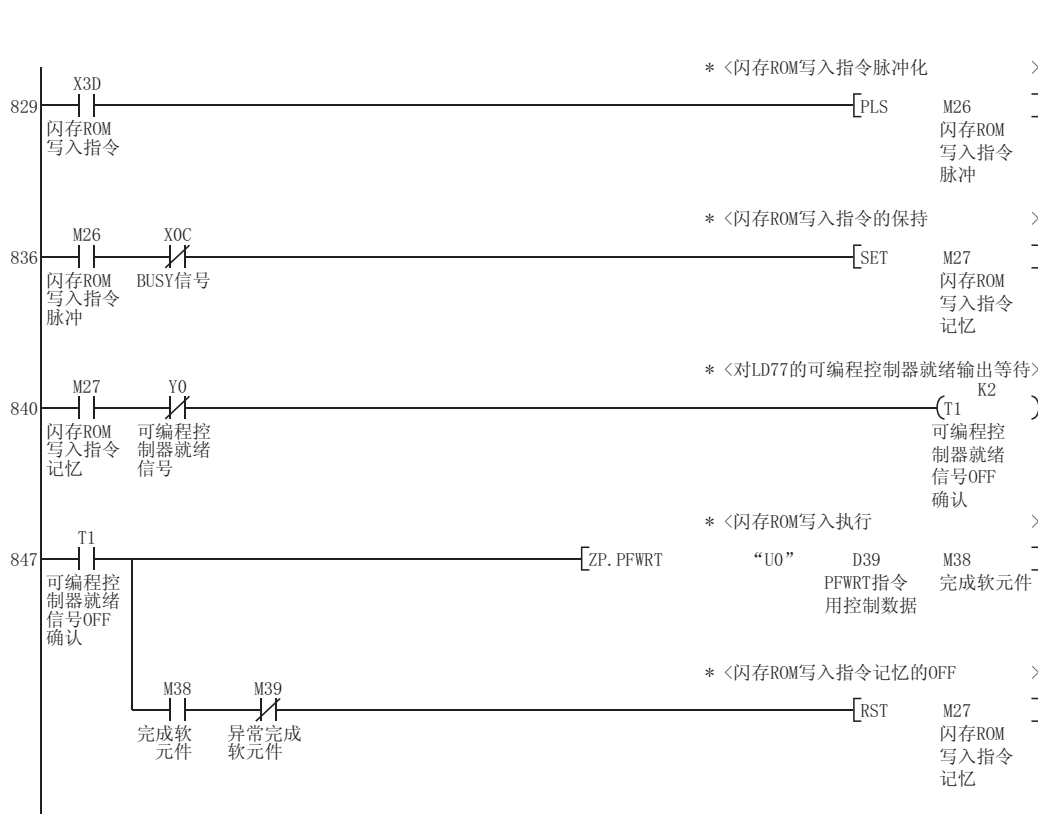 * <闪存ROM写入指令脉冲化 >
X3D
829
PLS M26
闪存ROM
写入指令
闪存ROM
写入指令
脉冲
* <闪存ROM写入指令的保持 >
M26 X0C
836
SET M27
闪存ROM
写入指令
脉冲
BUSY信号
闪存ROM
写入指令
记忆
* <对LD77的可编程控制器就绪输出等待>
M27 Y0 K2
840
(T1 )
闪存ROM
写入指令
记忆
可编程控
制器就绪
信号
可编程控
制器就绪
信号OFF
确认
* <闪存ROM写入执行 >
T1
847
[ZP.PFWRT “U0” D39 M38 ]
可编程控
制器就绪
信号OFF
确认
PFWRT指令
用控制数据
完成软元件
* <闪存ROM写入指令记忆的OFF >
M38 M39
RST M27
完成软
元件
异常完成
软元件
闪存ROM
写入指令
记忆